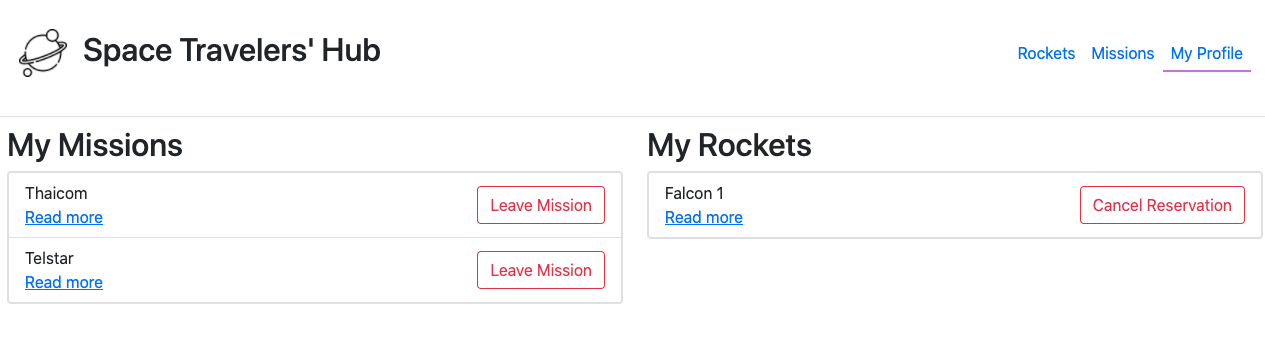 Space Travelers' Hub
Rockets Missions My Profile
My Missions
Thaicom
Read more
Leave Mission
Telstar
Read more
Leave Mission
My Rockets
Falcon 1
Read more
Cancel Reservation